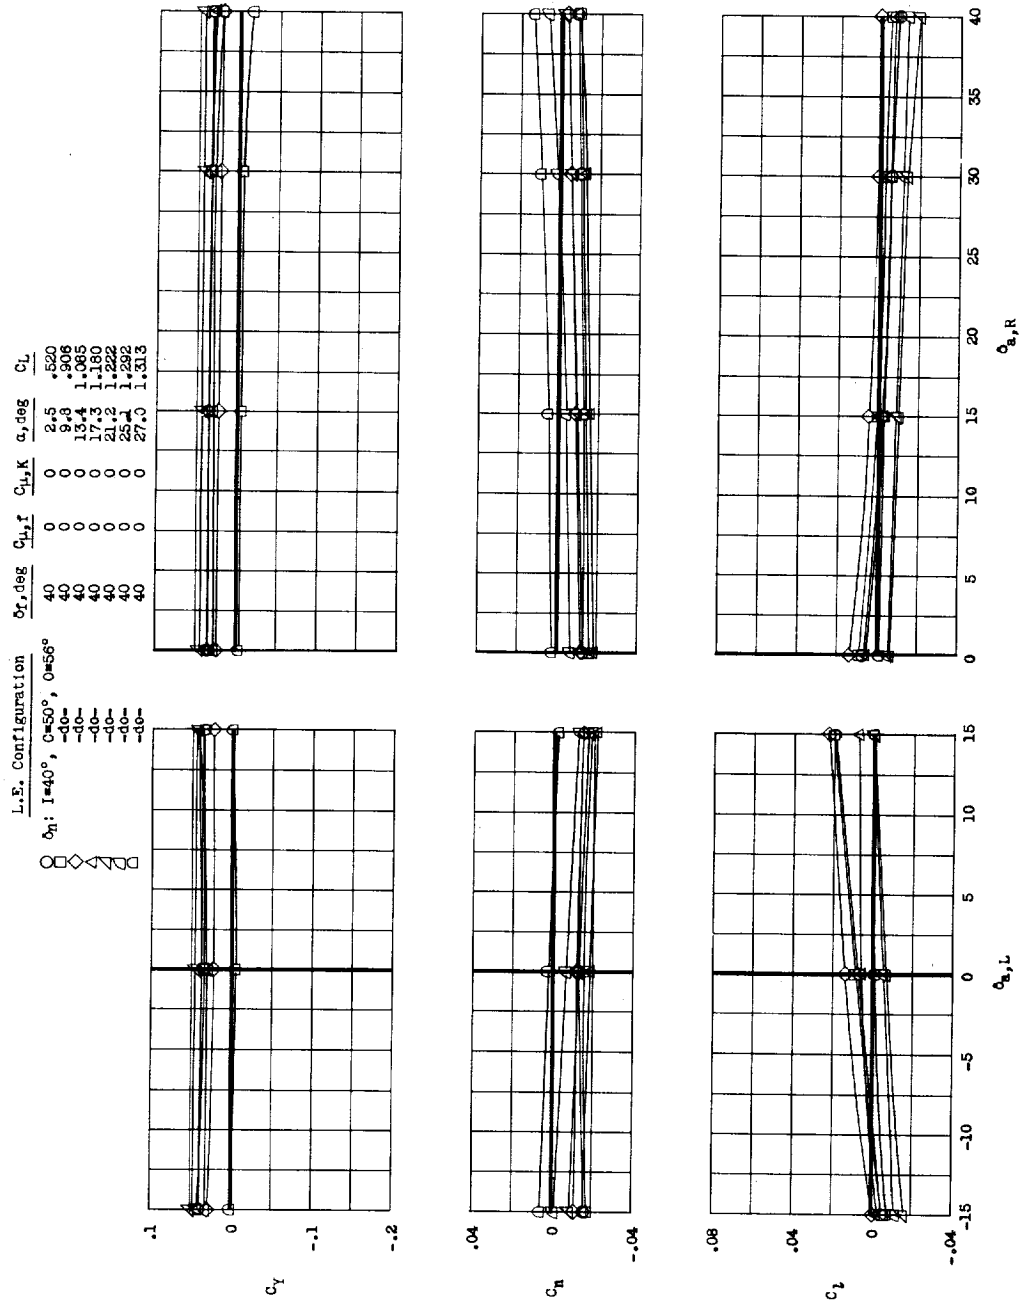 L.E. Configuration δf,deg Cμ,f Cμ,K α,deg CL
δn: I=40°, C=50°, O=56° 40 0 0 2.5 .520
-do- 40 0 0 9.8 .906
-do- 40 0 0 13.4 1.085
-do- 40 0 0 17.3 1.180
-do- 40 0 0 21.2 1.222
-do- 40 0 0 25.1 1.292
-do- 40 0 0 27.0 1.313
CY
.1
0
-.1
-.2
Cn
.04
0
-.04
Cl
.08
.04
0
-.04
-15 -10 -5 0 5 10 15
δa,L
0 5 10 15 20 25 30 35 40
δa,R